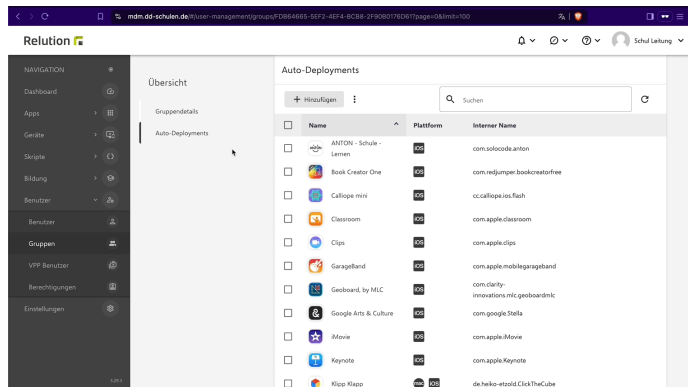 mdm.dd-schulen.de/#/user-management/groups/FDB64665-5EF2-4EF4-BCB8-2F90B0176D61?page=0&limit=100
Relution
Schul Leitung
NAVIGATION
Dashboard
Apps
Geräte
Skripte
Bildung
Benutzer
Benutzer
Gruppen
VPP Benutzer
Berechtigungen
Einstellungen
Übersicht
Gruppendetails
Auto-Deployments
Auto-Deployments
+ Hinzufügen
Suchen
Name Plattform Interner Name
ANTON - Schule -
Lernen iOS com.solocode.anton
Book Creator One iOS com.redjumper.bookcreatorfree
Calliope mini iOS cc.calliope.ios.flash
Classroom iOS com.apple.classroom
Clips iOS com.apple.clips
GarageBand iOS com.apple.mobilegarageband
Geoboard, by MLC iOS com.clarity-
innovations.mlc.geoboardmlc
Google Arts & Culture iOS com.google.Stella
iMovie iOS com.apple.iMovie
Keynote iOS com.apple.Keynote
Klipp Klapp mac iOS de.heiko-etzold.ClickTheCube